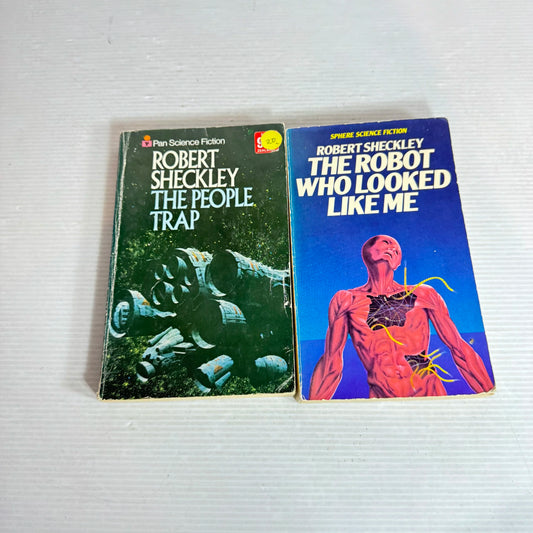 Pan Science Fiction
ROBERT
SHECKLEY
THE PEOPLE
TRAP
SPHERE SCIENCE FICTION
ROBERT SHECKLEY
THE ROBOT
WHO LOOKED
LIKE ME